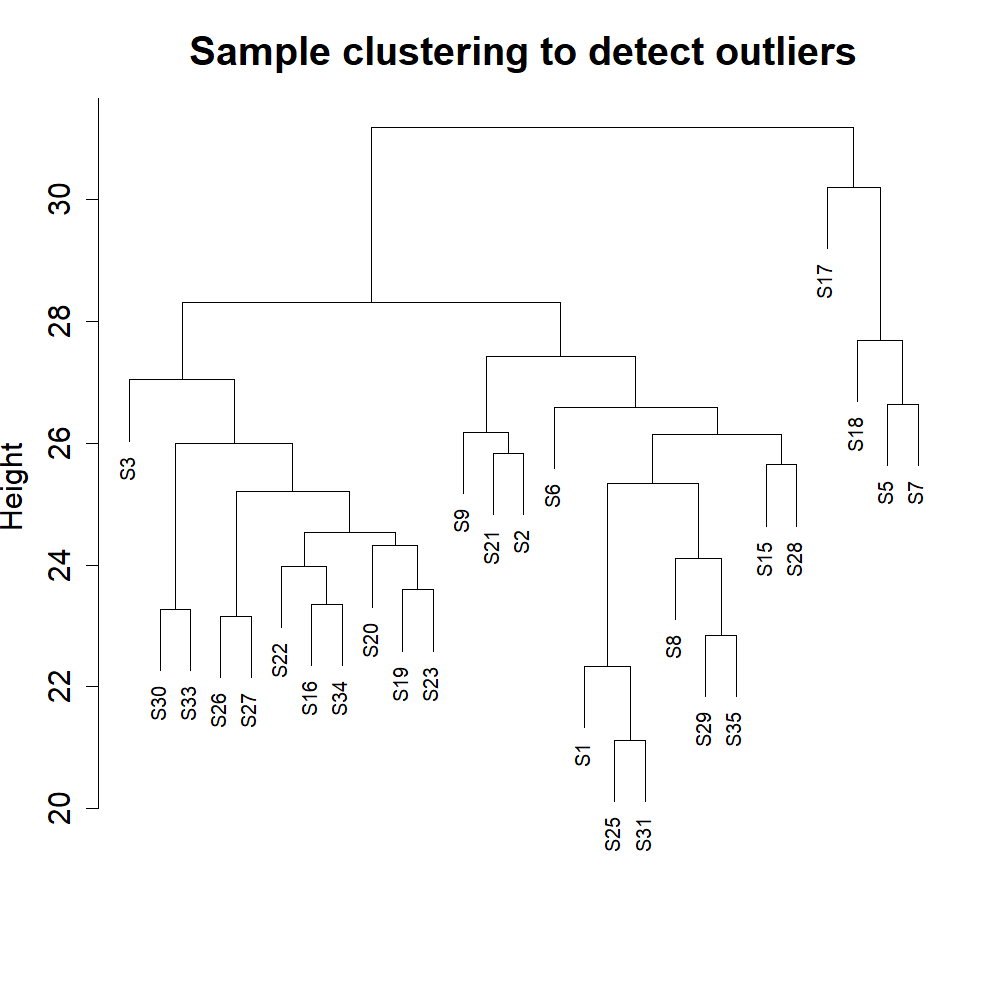 Sample clustering to detect outliers
Height
30
28
26
24
22
20
S3
S30
S33
S26
S27
S22
S16
S34
S20
S19
S23
S9
S21
S2
S6
S1
S25
S31
S8
S29
S35
S15
S28
S17
S18
S5
S7